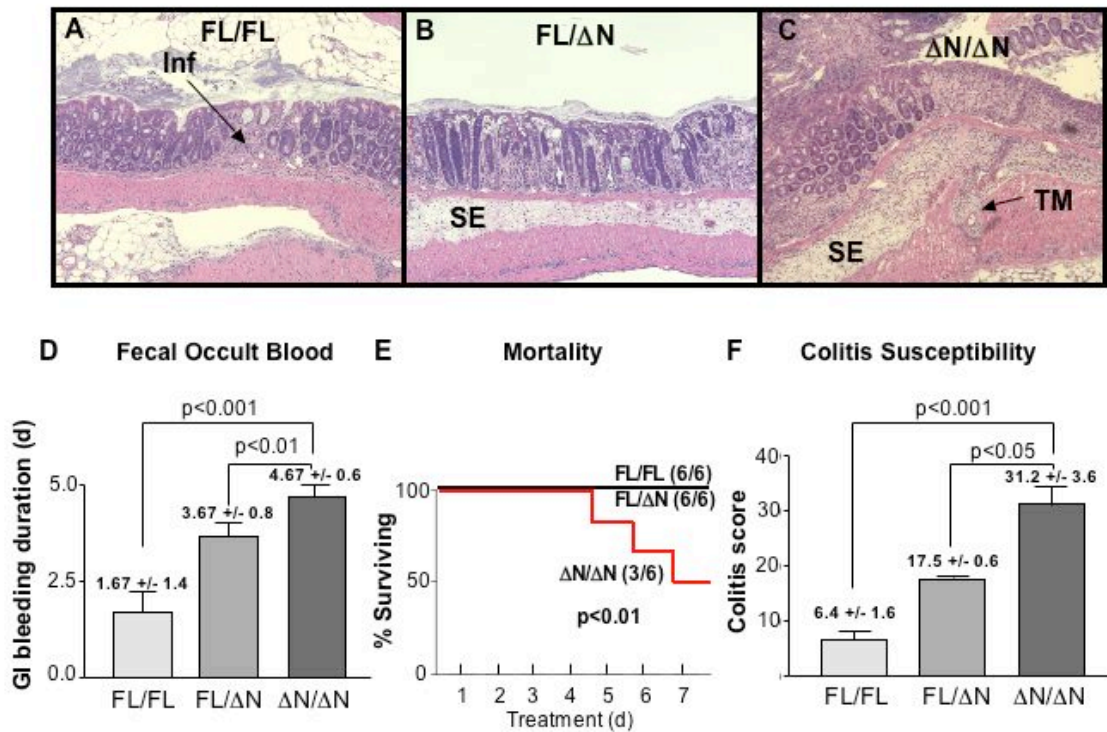 A
FL/FL
Inf
B
FL/ΔN
SE
C
ΔN/ΔN
TM
SE
D Fecal Occult Blood
p<0.001
p<0.01
4.67 +/- 0.6
3.67 +/- 0.8
1.67 +/- 1.4
GI bleeding duration (d)
5.0
2.5
0.0
FL/FL FL/ΔN ΔN/ΔN
E Mortality
FL/FL (6/6)
FL/ΔN (6/6)
ΔN/ΔN (3/6)
p<0.01
% Surviving
100
50
0
1 2 3 4 5 6 7
Treatment (d)
F Colitis Susceptibility
p<0.001
p<0.05
31.2 +/- 3.6
17.5 +/- 0.6
6.4 +/- 1.6
Colitis score
40
30
20
10
FL/FL FL/ΔN ΔN/ΔN